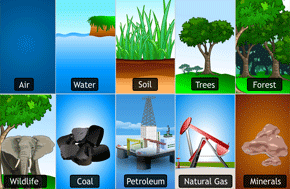 Air
Water
Soil
Trees
Forest
Wildlife
Coal
Petroleum
Natural Gas
Minerals